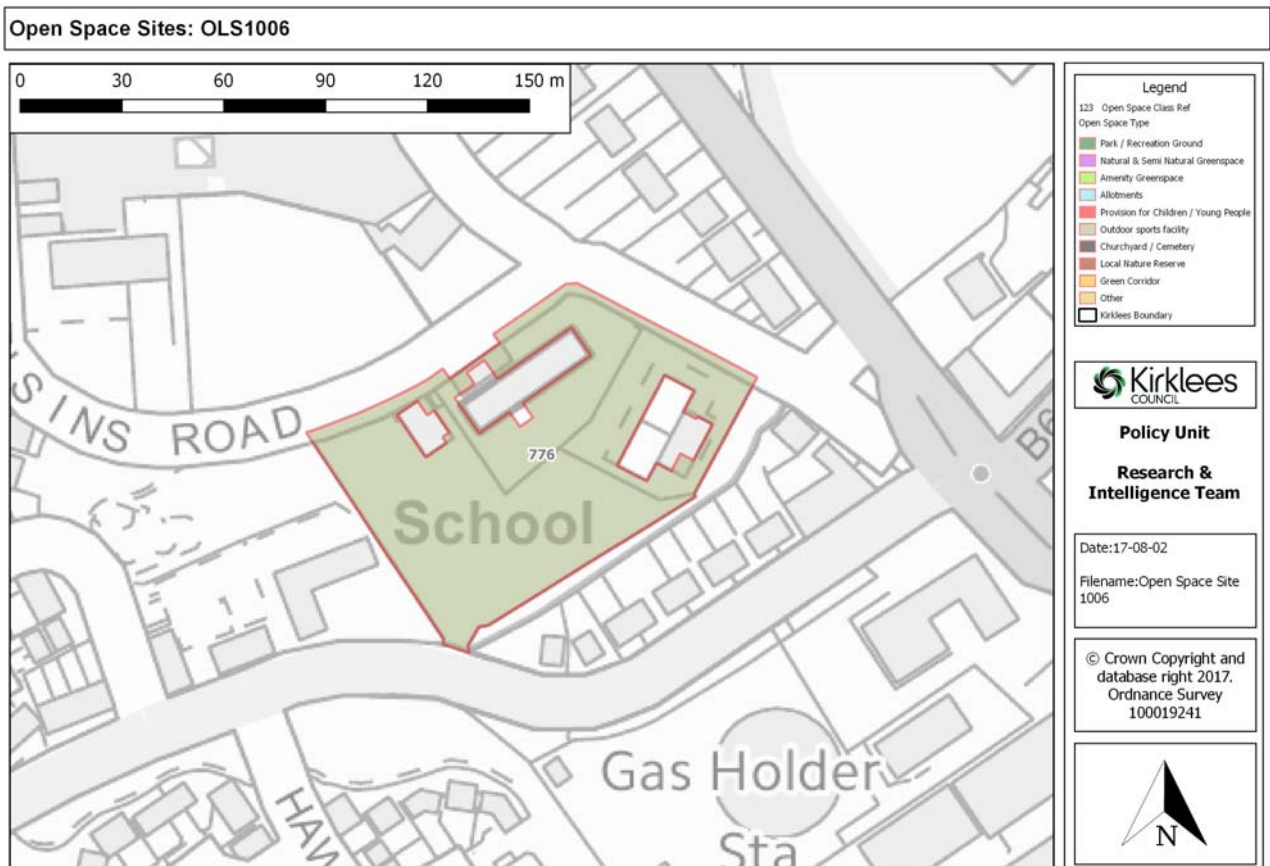 Open Space Sites: OLS1006
0 30 60 90 120 150 m
SINS ROAD
776
School
B6
Gas Holder
Sta
HAW
Legend
123 Open Space Class Ref
Open Space Type
Park / Recreation Ground
Natural & Semi Natural Greenspace
Amenity Greenspace
Allotments
Provision for Children / Young People
Outdoor sports facility
Churchyard / Cemetery
Local Nature Reserve
Green Corridor
Other
Kirklees Boundary
Kirklees
COUNCIL
Policy Unit
Research &
Intelligence Team
Date:17-08-02
Filename:Open Space Site
1006
© Crown Copyright and
database right 2017.
Ordnance Survey
100019241
N